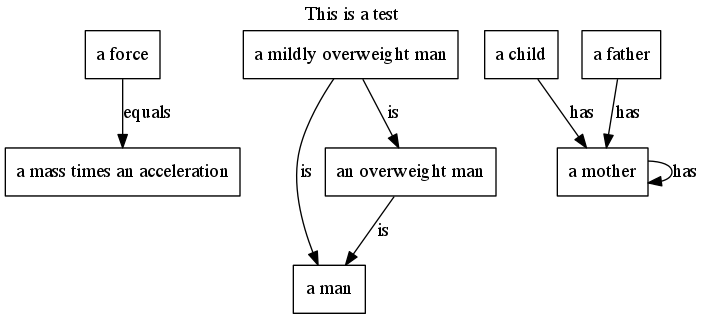 This is a test
a force
a mildly overweight man
a child
a father
equals
is
has
has
a mass times an acceleration
is
an overweight man
a mother
has
is
a man